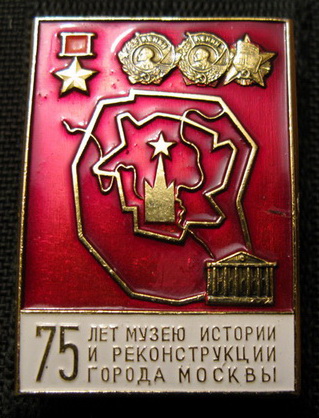 75 ЛЕТ МУЗЕЮ ИСТОРИИ
И РЕКОНСТРУКЦИИ
ГОРОДА МОСКВЫ